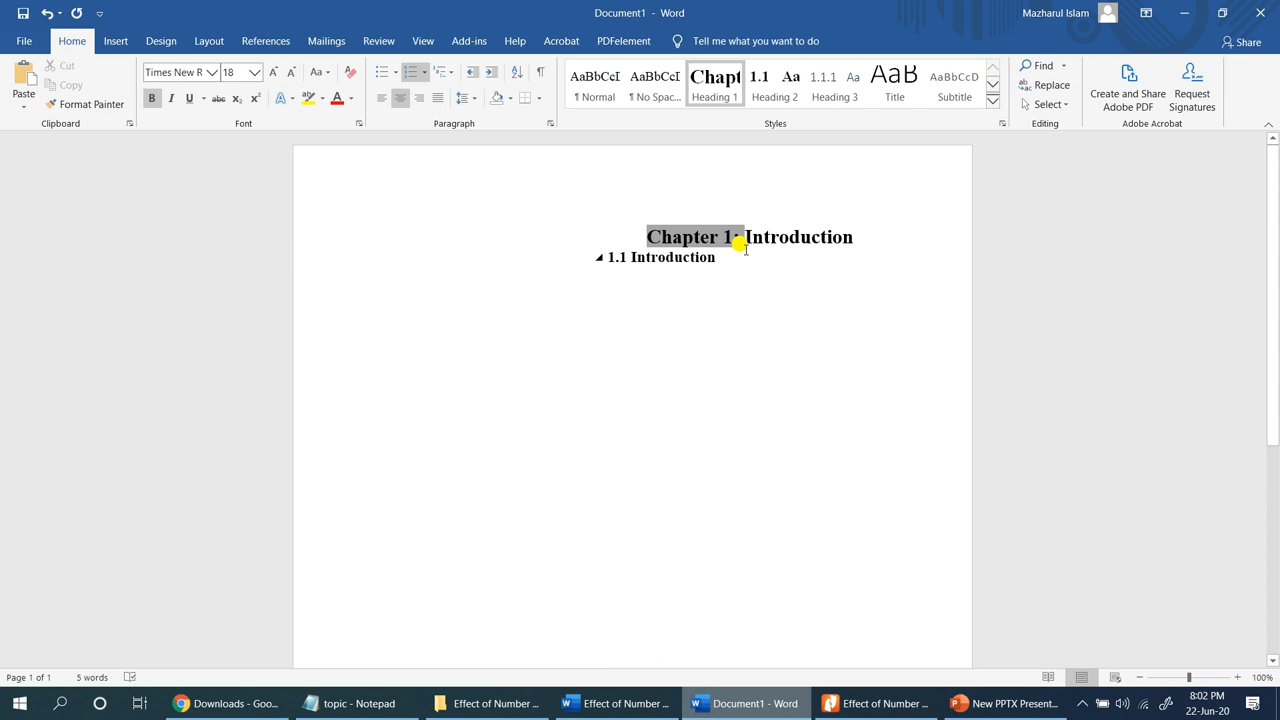 Document1 - Word
Mazharul Islam
File Home Insert Design Layout References Mailings Review View Add-ins Help Acrobat PDFelement Tell me what you want to do Share
Paste
Cut
Copy
Format Painter
Clipboard
Times New R 18
B I U abc x₂ x² A A
Font
Paragraph
AaBbCcI AaBbCcI Chapt 1.1 Aa 1.1.1 Aa AaB AaBbCcD
¶ Normal ¶ No Spac... Heading 1 Heading 2 Heading 3 Title Subtitle
Styles
Find
Replace
Select
Editing
Create and Share Adobe PDF
Request Signatures
Adobe Acrobat
Chapter 1: Introduction
1.1 Introduction
Page 1 of 1 5 words
100%
Downloads - goo... topic - Notepad Effect of Number ... Effect of Number ... Document1 - Word Effect of Number ... New PPTX Present...
8:02 PM
22-Jun-20